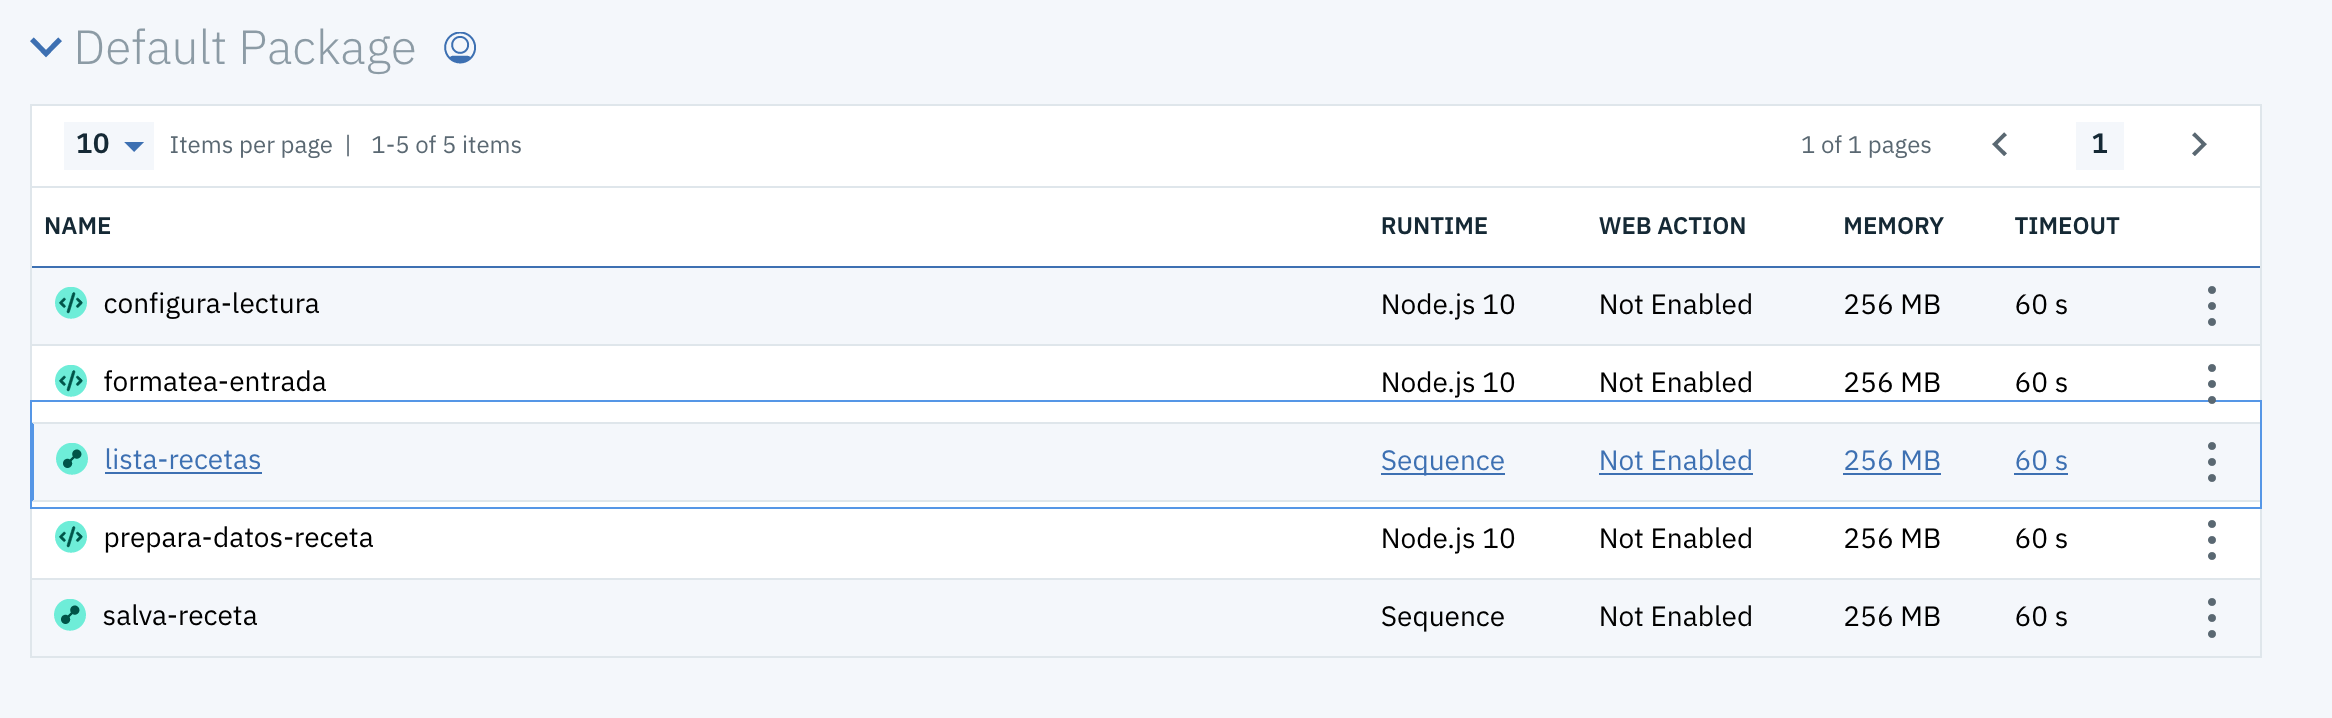 Default Package
10 Items per page | 1-5 of 5 items 1 of 1 pages 1
NAME RUNTIME WEB ACTION MEMORY TIMEOUT
configura-lectura Node.js 10 Not Enabled 256 MB 60 s
formatea-entrada Node.js 10 Not Enabled 256 MB 60 s
lista-recetas Sequence Not Enabled 256 MB 60 s
prepara-datos-receta Node.js 10 Not Enabled 256 MB 60 s
salva-receta Sequence Not Enabled 256 MB 60 s